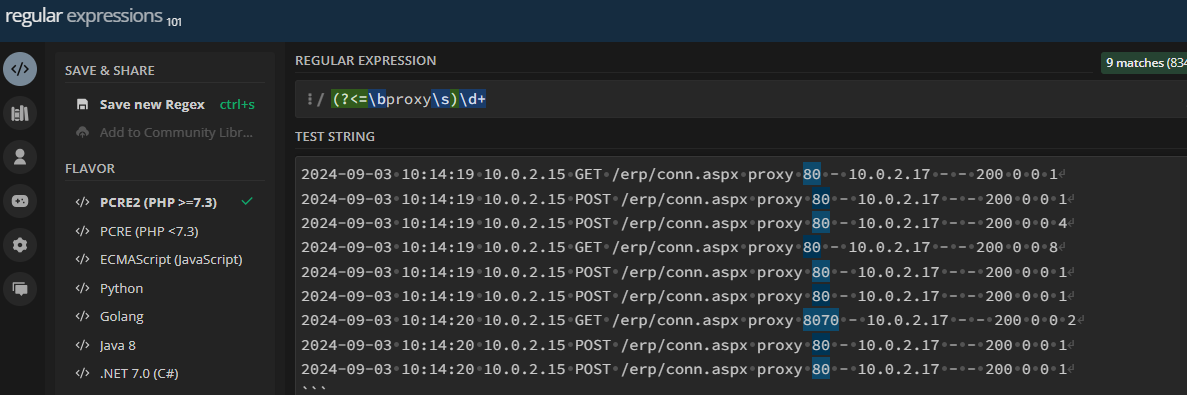 regular expressions 101
SAVE & SHARE
Save new Regex ctrl+s
Add to Community Libr...
FLAVOR
PCRE2 (PHP >=7.3)
PCRE (PHP <7.3)
ECMAScript (JavaScript)
Python
Golang
Java 8
.NET 7.0 (C#)
REGULAR EXPRESSION
9 matches (834
/ (?<=\bproxy\s)\d+
TEST STRING
2024-09-03 10:14:19 10.0.2.15 GET /erp/conn.aspx proxy 80 - 10.0.2.17 - - 200 0 0 1
2024-09-03 10:14:19 10.0.2.15 POST /erp/conn.aspx proxy 80 - 10.0.2.17 - - 200 0 0 1
2024-09-03 10:14:19 10.0.2.15 POST /erp/conn.aspx proxy 80 - 10.0.2.17 - - 200 0 0 4
2024-09-03 10:14:19 10.0.2.15 GET /erp/conn.aspx proxy 80 - 10.0.2.17 - - 200 0 0 8
2024-09-03 10:14:19 10.0.2.15 POST /erp/conn.aspx proxy 80 - 10.0.2.17 - - 200 0 0 1
2024-09-03 10:14:19 10.0.2.15 POST /erp/conn.aspx proxy 80 - 10.0.2.17 - - 200 0 0 1
2024-09-03 10:14:20 10.0.2.15 GET /erp/conn.aspx proxy 8070 - 10.0.2.17 - - 200 0 0 2
2024-09-03 10:14:20 10.0.2.15 POST /erp/conn.aspx proxy 80 - 10.0.2.17 - - 200 0 0 1
2024-09-03 10:14:20 10.0.2.15 POST /erp/conn.aspx proxy 80 - 10.0.2.17 - - 200 0 0 1
```